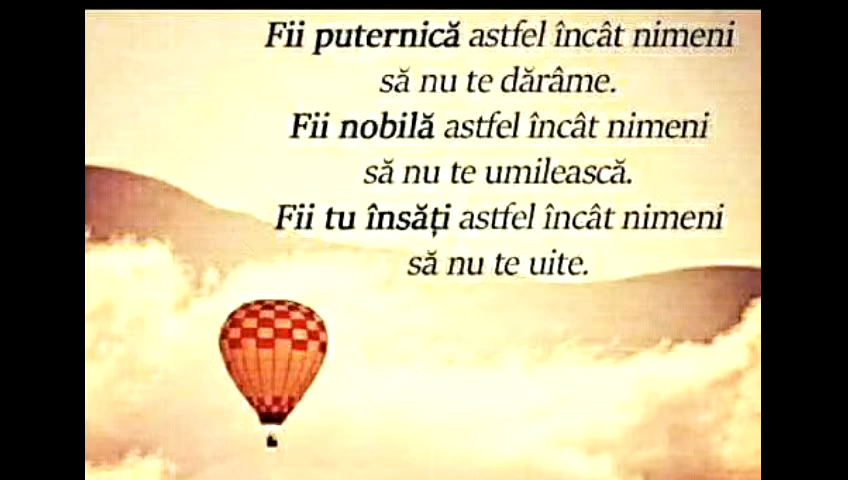 Fii puternică astfel încât nimeni
să nu te dărâme.
Fii nobilă astfel încât nimeni
să nu te umilească.
Fii tu însăți astfel încât nimeni
să nu te uite.